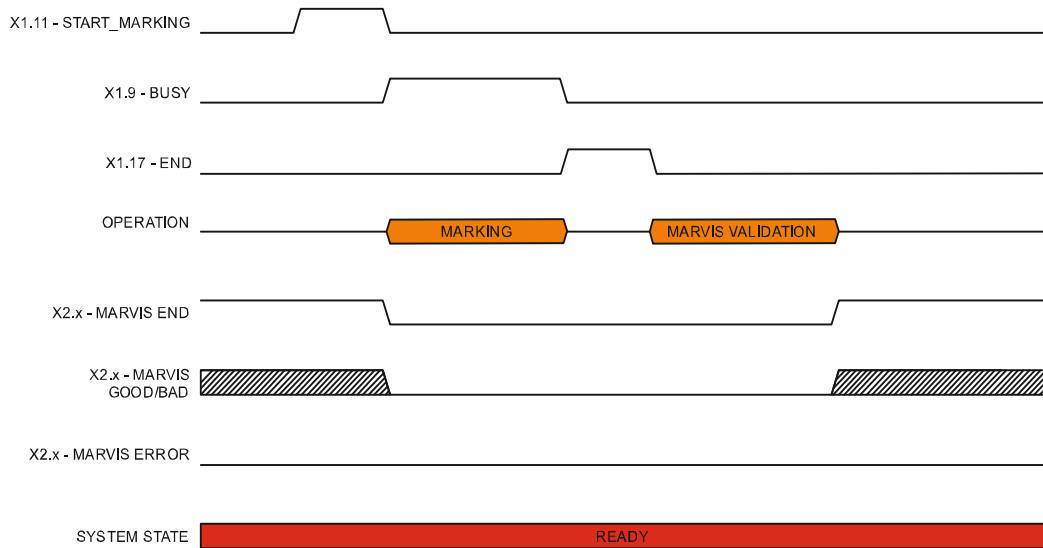 X1.11 - START_MARKING
X1.9 - BUSY
X1.17 - END
OPERATION
MARKING
MARVIS VALIDATION
X2.x - MARVIS END
X2.x - MARVIS
GOOD/BAD
X2.x - MARVIS ERROR
SYSTEM STATE
READY